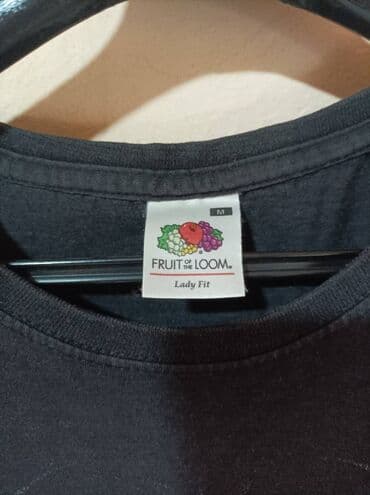 M
FRUIT OF THE LOOM®
Lady Fit